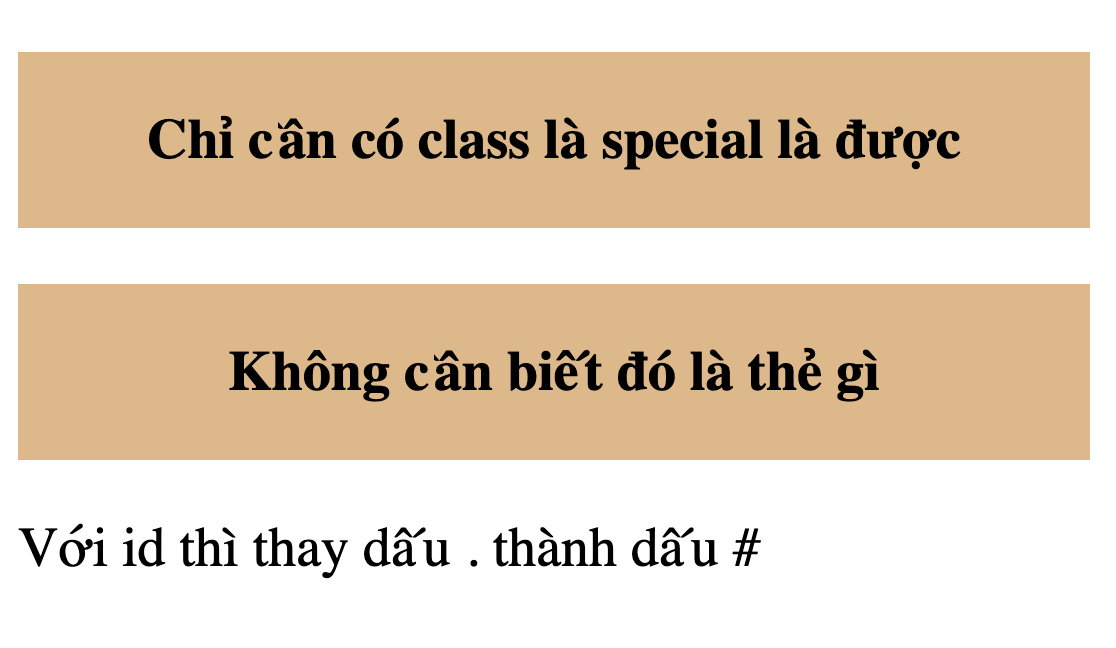 Chỉ cần có class là special là được
Không cần biết đó là thẻ gì
Với id thì thay dấu . thành dấu #